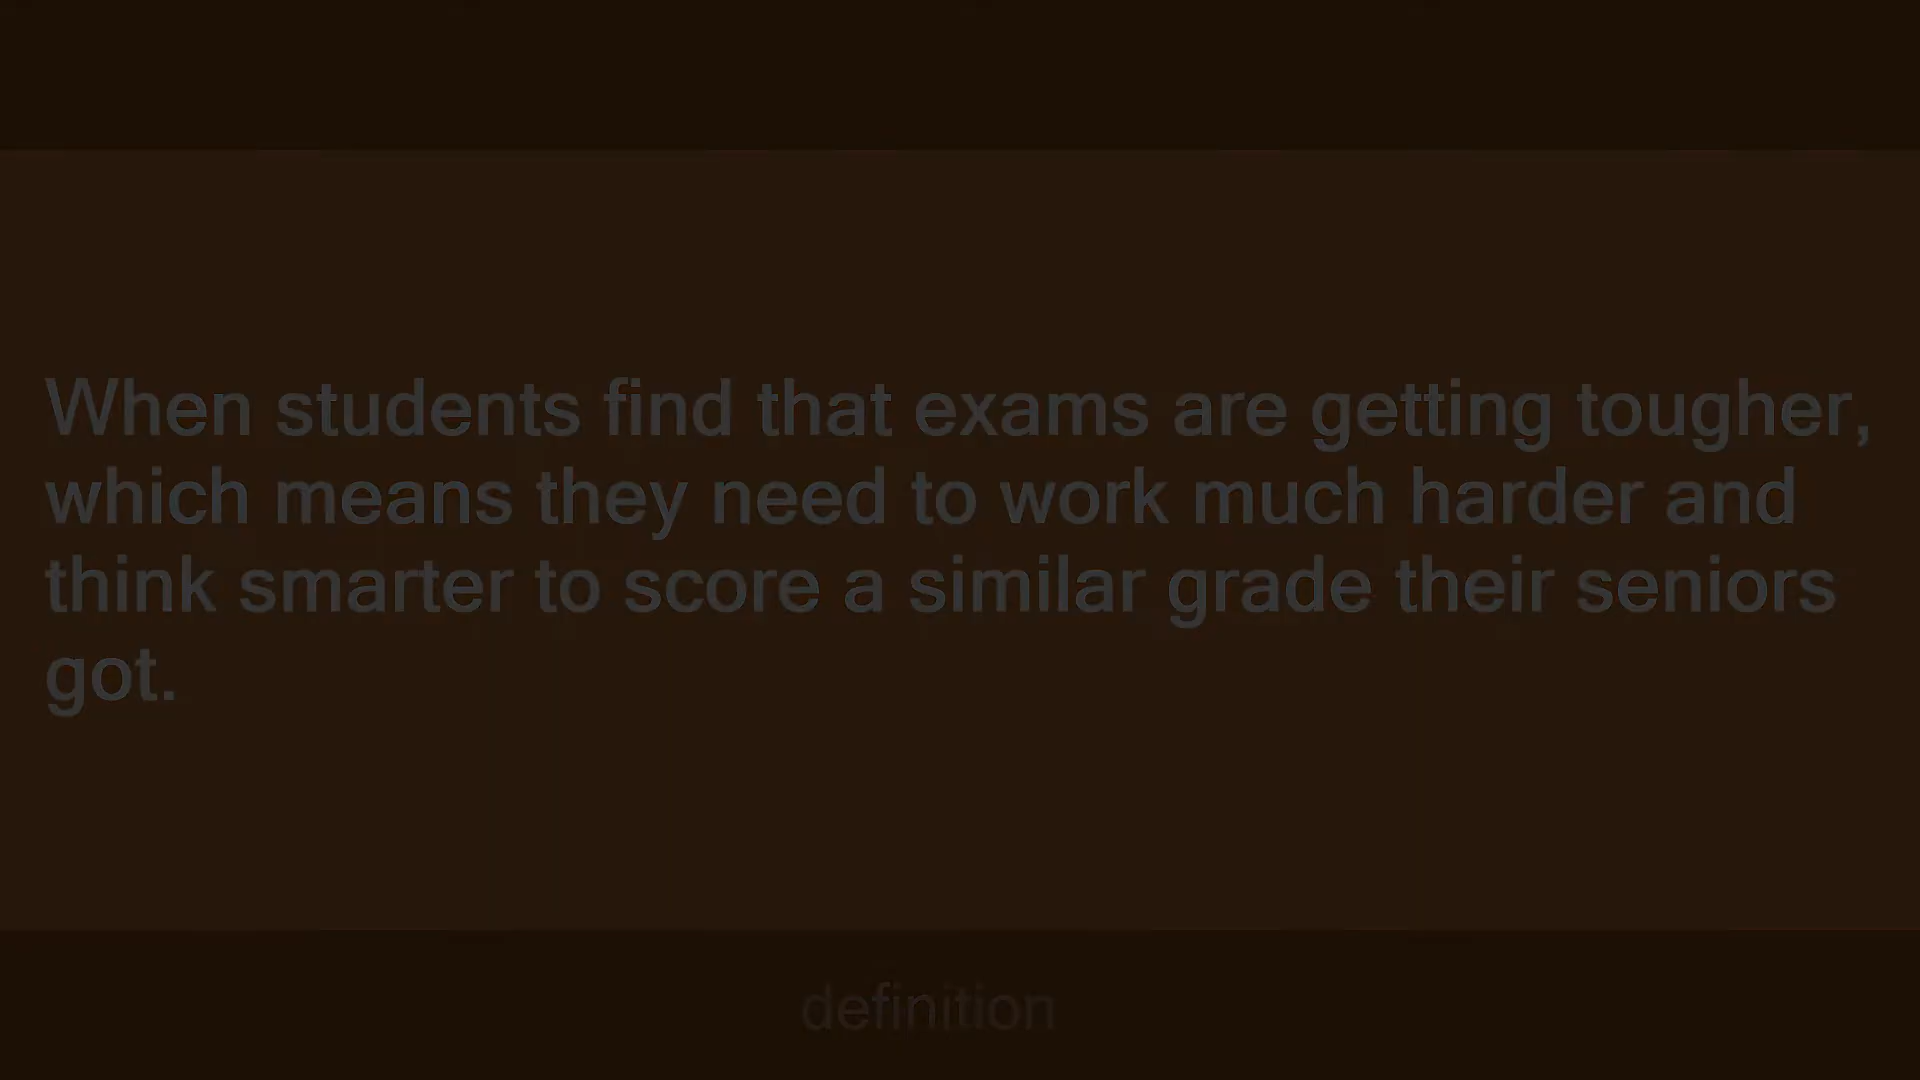 When students find that exams are getting tougher,
which means they need to work much harder and
think smarter to score a similar grade their seniors
got.
definition